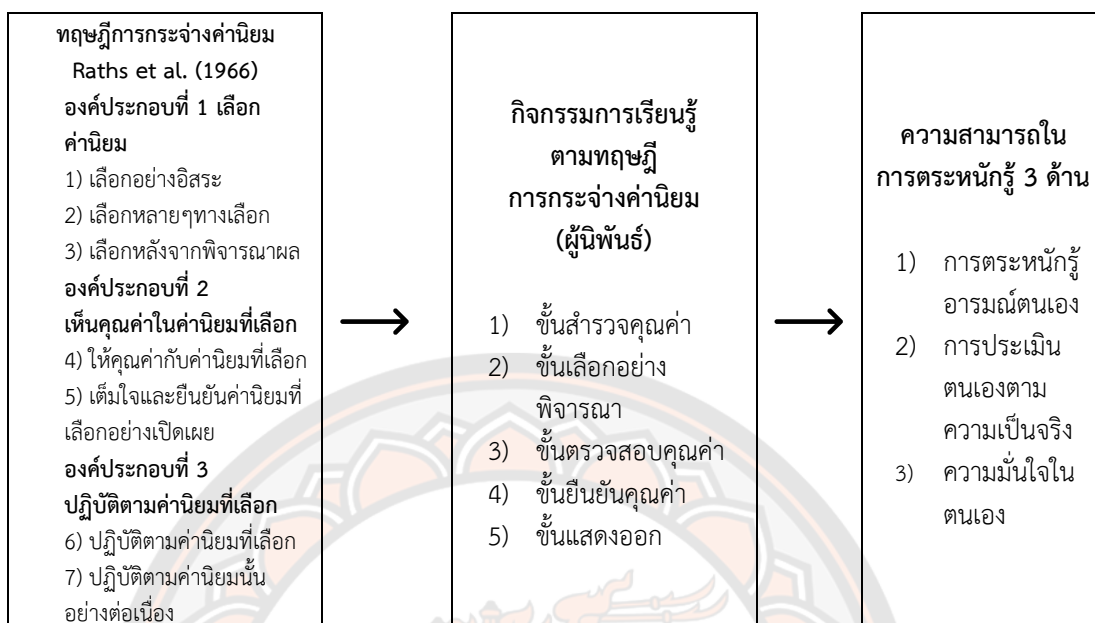 ทฤษฎีการกระจ่างค่านิยม
Raths et al. (1966)
องค์ประกอบที่ 1 เลือก
ค่านิยม
1) เลือกอย่างอิสระ
2) เลือกหลายๆทางเลือก
3) เลือกหลังจากพิจารณาผล
องค์ประกอบที่ 2
เห็นคุณค่าในค่านิยมที่เลือก
4) ให้คุณค่ากับค่านิยมที่เลือก
5) เต็มใจและยืนยันค่านิยมที่
เลือกอย่างเปิดเผย
องค์ประกอบที่ 3
ปฏิบัติตามค่านิยมที่เลือก
6) ปฏิบัติตามค่านิยมที่เลือก
7) ปฏิบัติตามค่านิยมนั้น
อย่างต่อเนื่อง
กิจกรรมการเรียนรู้
ตามทฤษฎี
การกระจ่างค่านิยม
(ผู้นิพันธ์)
1) ขั้นสำรวจคุณค่า
2) ขั้นเลือกอย่าง
พิจารณา
3) ขั้นตรวจสอบคุณค่า
4) ขั้นยืนยันคุณค่า
5) ขั้นแสดงออก
ความสามารถใน
การตระหนักรู้ 3 ด้าน
1) การตระหนักรู้
อารมณ์ตนเอง
2) การประเมิน
ตนเองตาม
ความเป็นจริง
3) ความมั่นใจใน
ตนเอง